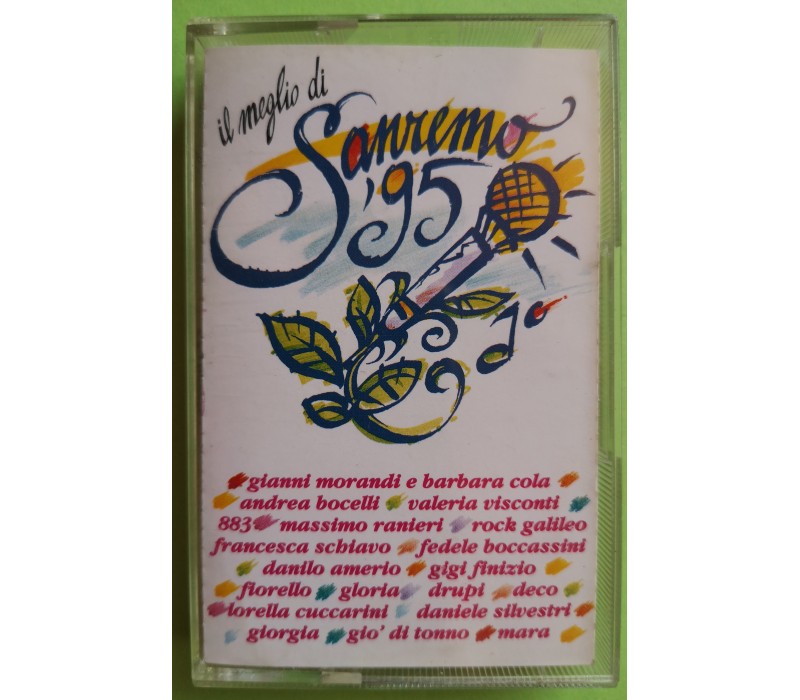 il meglio di
Sanremo
'95
gianni morandi e barbara cola
andrea bocelli valeria visconti
883 massimo ranieri rock galileo
francesca schiavo fedele boccassini
danilo amerio gigi finizio
fiorello gloria drupi deco
lorella cuccarini daniele silvestri
giorgia gio' di tonno mara